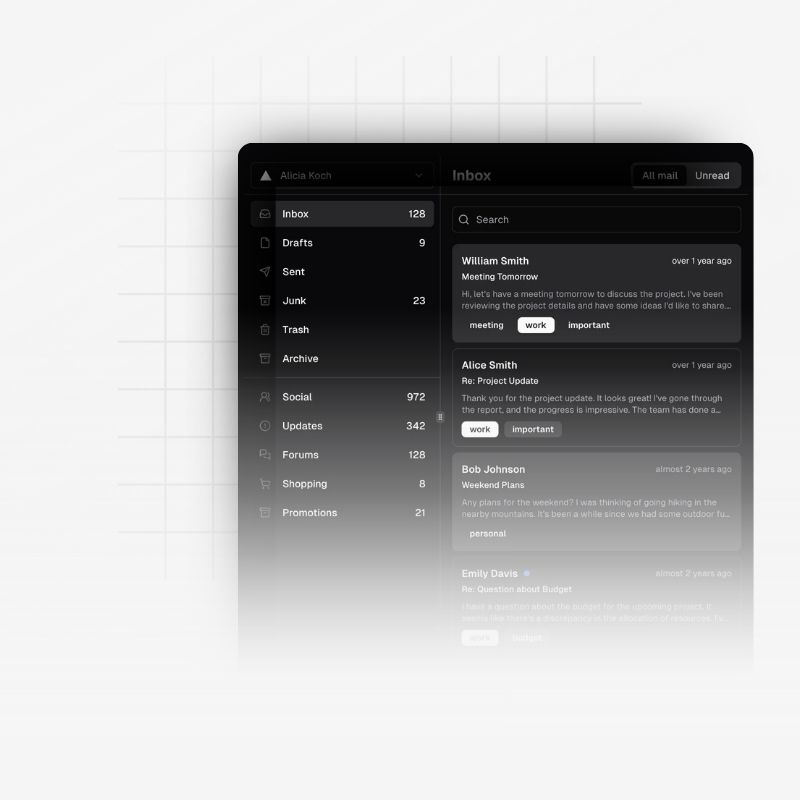 Alicia Koch
Inbox 128
Drafts 9
Sent
Junk 23
Trash
Archive
Social 972
Updates 342
Forums 128
Shopping 8
Promotions 21
Inbox
All mail Unread
Search
William Smith over 1 year ago
Meeting Tomorrow
Hi, let's have a meeting tomorrow to discuss the project. I've been
reviewing the project details and have some ideas I'd like to share...
meeting work important
Alice Smith over 1 year ago
Re: Project Update
Thank you for the project update. It looks great! I've gone through
the report, and the progress is impressive. The team has done a...
work important
Bob Johnson almost 2 years ago
Weekend Plans
Any plans for the weekend? I was thinking of going hiking in the
nearby mountains. It's been a while since we had some outdoor fu...
personal
Emily Davis almost 2 years ago
Re: Question about Budget
I have a question about the budget for the upcoming project. It
seems like there's a discrepancy in the allocation of resources. I'v...
work budget